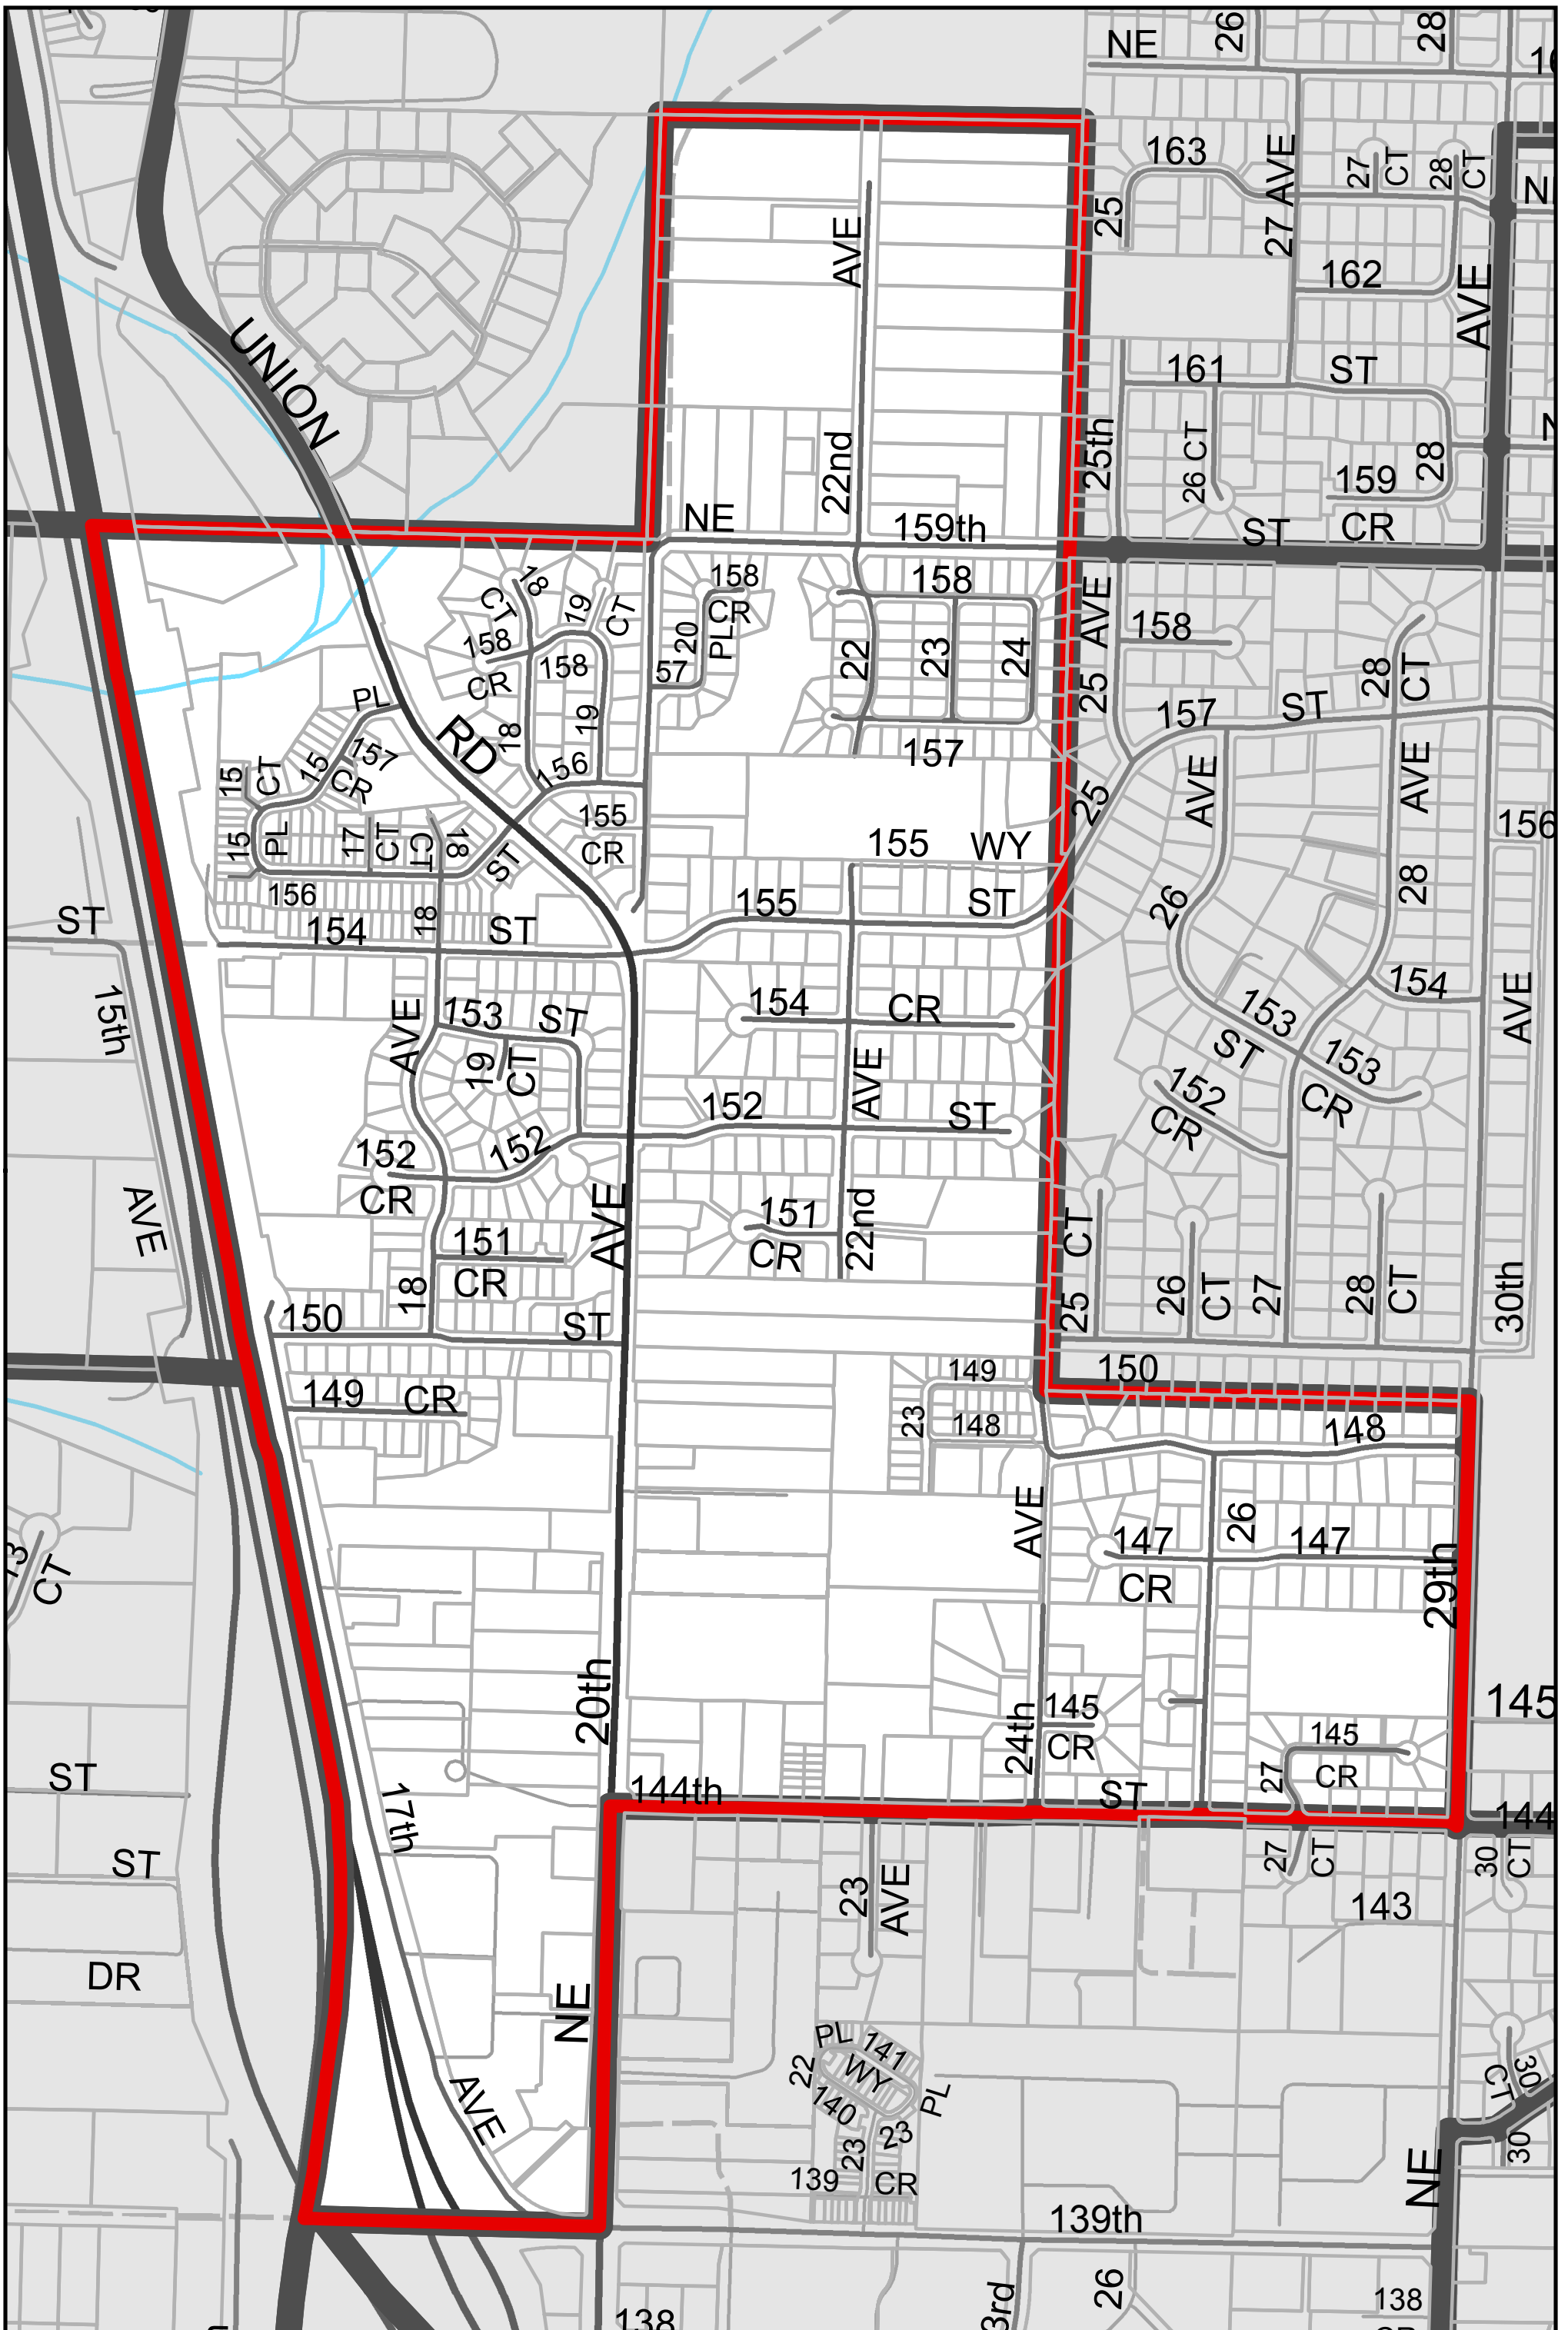 NE
26
28
163
27
CT
28
CT
25
27 AVE
162
AVE
AVE
UNION
161
ST
25th
26 CT
28
159
CR
ST
22nd
NE
159th
158
CR
20
PL
57
158
22
23
24
157
18
CT
19
CT
158
CR
158
18
19
156
155
CR
RD
PL
157
CR
15
15
CT
15
PL
17
CT
18
CT
ST
156
18
154
ST
ST
15th
AVE
AVE
25
158
28
CT
157
ST
25
AVE
AVE
28
26
156
155
WY
155
ST
154
CR
154
153
ST
153
CR
152
CR
AVE
30th
AVE
153
ST
19
CT
152
152
CR
AVE
152
ST
AVE
151
CR
22nd
151
CR
18
150
ST
149
CR
25
CT
26
CT
27
28
CT
150
149
148
23
148
AVE
147
CR
26
147
29th
20th
24th
145
CR
145
CR
27
145
144th
ST
144
17th
ST
ST
DR
CT
23
AVE
27
CT
30
CT
143
NE
AVE
PL
141
WY
22
140
PL
23
23
139
CR
CT
30
30
NE
139th
138
3rd
26
138